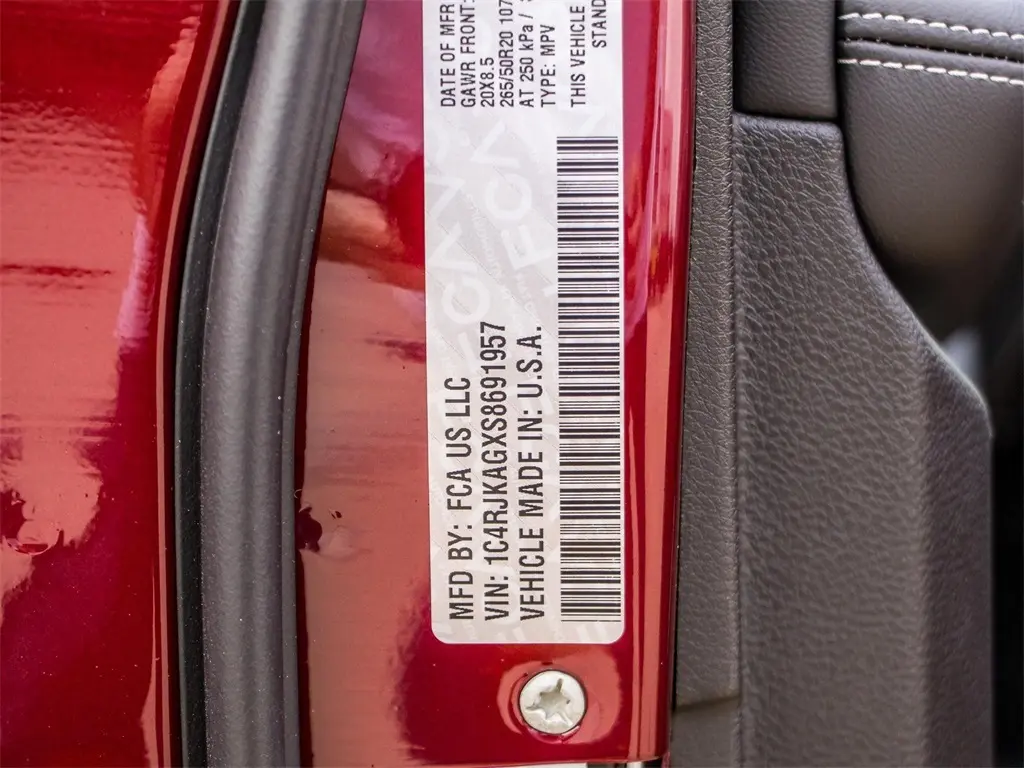 MFD BY: FCA US LLC
VIN: 1C4RJKAGXS8691957
VEHICLE MADE IN: U.S.A.
DATE OF MFR
GAWR FRONT:
20X8.5
265/50R20 107
AT 250 kPa /
TYPE: MPV
THIS VEHICLE
STAND